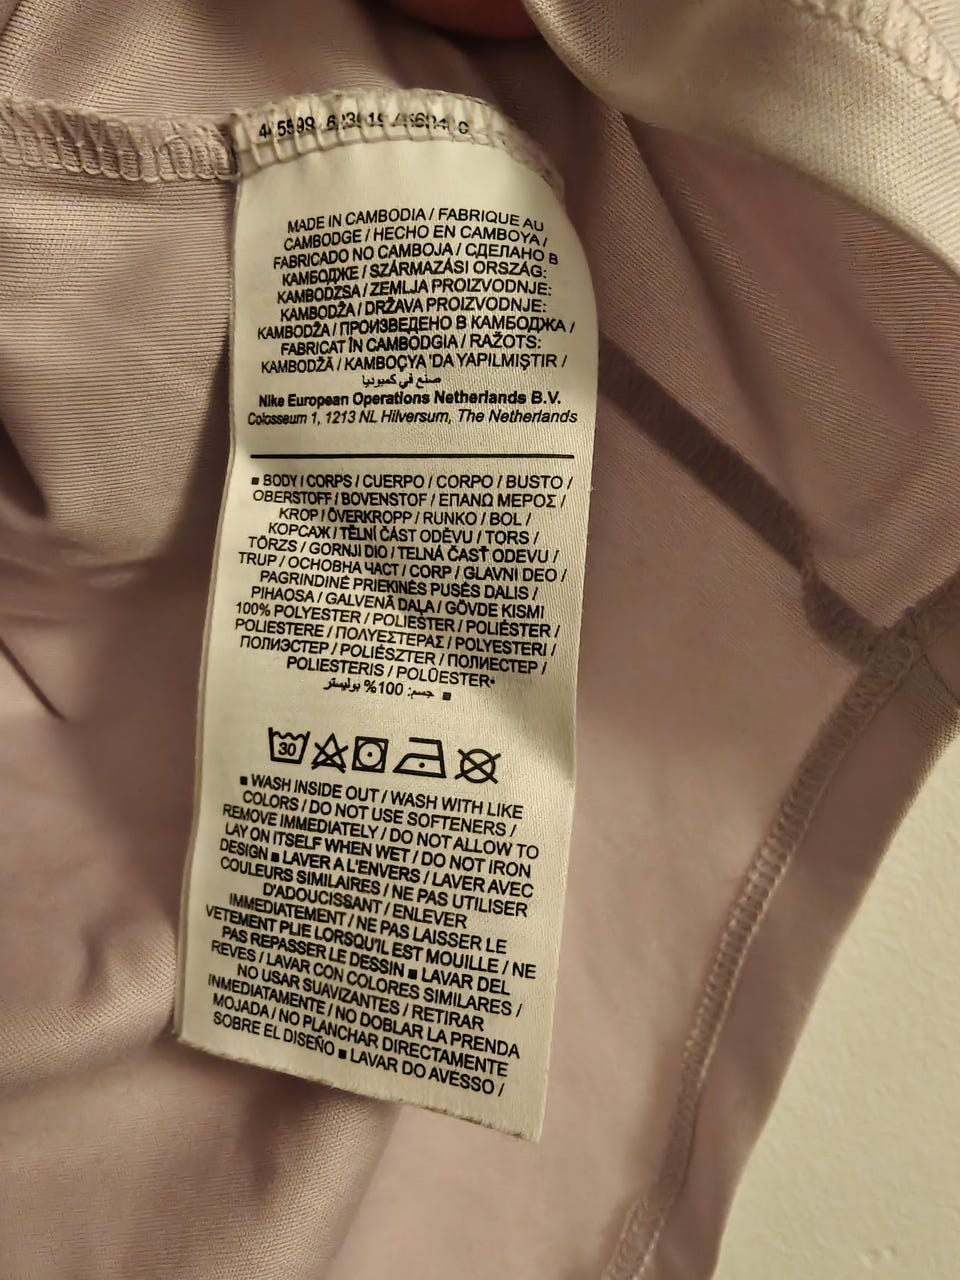 MADE IN CAMBODIA / FABRIQUE AU
CAMBODGE / HECHO EN CAMBOYA /
FABRICADO NO CAMBOJA / СДЕЛАНО В
КАМБОДЖЕ / SZÁRMAZÁSI ORSZÁG:
KAMBODZSA / ZEMLJA PROIZVODNJE:
KAMBODŽA / DRŽAVA PROIZVODNJE:
KAMBODŽA / ПРОИЗВЕДЕНО В КАМБОДЖА /
FABRICAT ÎN CAMBODGIA / RAŽOTS:
KAMBODŽĀ / KAMBOÇYA 'DA YAPILMIŞTIR /
صنع في كمبوديا
Nike European Operations Netherlands B.V.
Colosseum 1, 1213 NL Hilversum, The Netherlands
■ BODY / CORPS / CUERPO / CORPO / BUSTO /
OBERSTOFF / BOVENSTOF / ΕΠΑΝΩ ΜΕΡΟΣ /
KROP / ÖVERKROPP / RUNKO / BOL /
КОРСАЖ / TĚLNÍ ČÁST ODĚVU / TORS /
TÖRZS / GORNJI DIO / TELNÁ ČASŤ ODEVU /
TRUP / ОСНОВНА ЧАСТ / CORP / GLAVNI DEO /
PAGRINDINĖ PRIEKINĖS PUSĖS DALIS /
PIHAOSA / GALVENĀ DAĻA / GÖVDE KISMI
100% POLYESTER / POLIESTER / POLIÉSTER /
POLIESTERE / ΠΟΛΥΕΣΤΕΡΑΣ / POLYESTERI /
ПОЛИЭСТЕР / POLIÉSZTER / ПОЛИЕСТЕР /
POLIESTERIS / POLÜESTER•
جسم: 100% بوليستر ■
30
■ WASH INSIDE OUT / WASH WITH LIKE
COLORS / DO NOT USE SOFTENERS /
REMOVE IMMEDIATELY / DO NOT ALLOW TO
LAY ON ITSELF WHEN WET / DO NOT IRON
DESIGN ■ LAVER A L'ENVERS / LAVER AVEC
COULEURS SIMILAIRES / NE PAS UTILISER
D'ADOUCISSANT / ENLEVER
IMMEDIATEMENT / NE PAS LAISSER LE
VETEMENT PLIE LORSQU'IL EST MOUILLE / NE
PAS REPASSER LE DESSIN ■ LAVAR DEL
REVES / LAVAR CON COLORES SIMILARES /
NO USAR SUAVIZANTES / RETIRAR
INMEDIATAMENTE / NO DOBLAR LA PRENDA
MOJADA / NO PLANCHAR DIRECTAMENTE
SOBRE EL DISEÑO ■ LAVAR DO AVESSO /